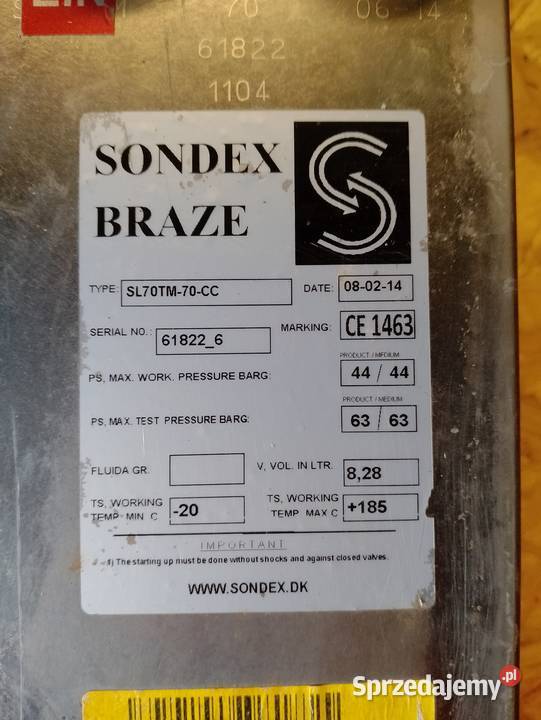 70 06-14
61822
1104
SONDEX
BRAZE
TYPE: SL70TM-70-CC DATE: 08-02-14
SERIAL NO.: 61822_6 MARKING: CE 1463
PRODUCT / MEDIUM
PS, MAX. WORK. PRESSURE BARG: 44 / 44
PRODUCT / MEDIUM
PS, MAX. TEST PRESSURE BARG: 63 / 63
FLUIDA GR. V, VOL. IN LTR. 8,28
TS, WORKING TEMP MIN C -20 TS, WORKING TEMP MAX C +185
IMPORTANT
1) The starting up must be done without shocks and against closed valves.
WWW.SONDEX.DK
Sprzedajemy.pl